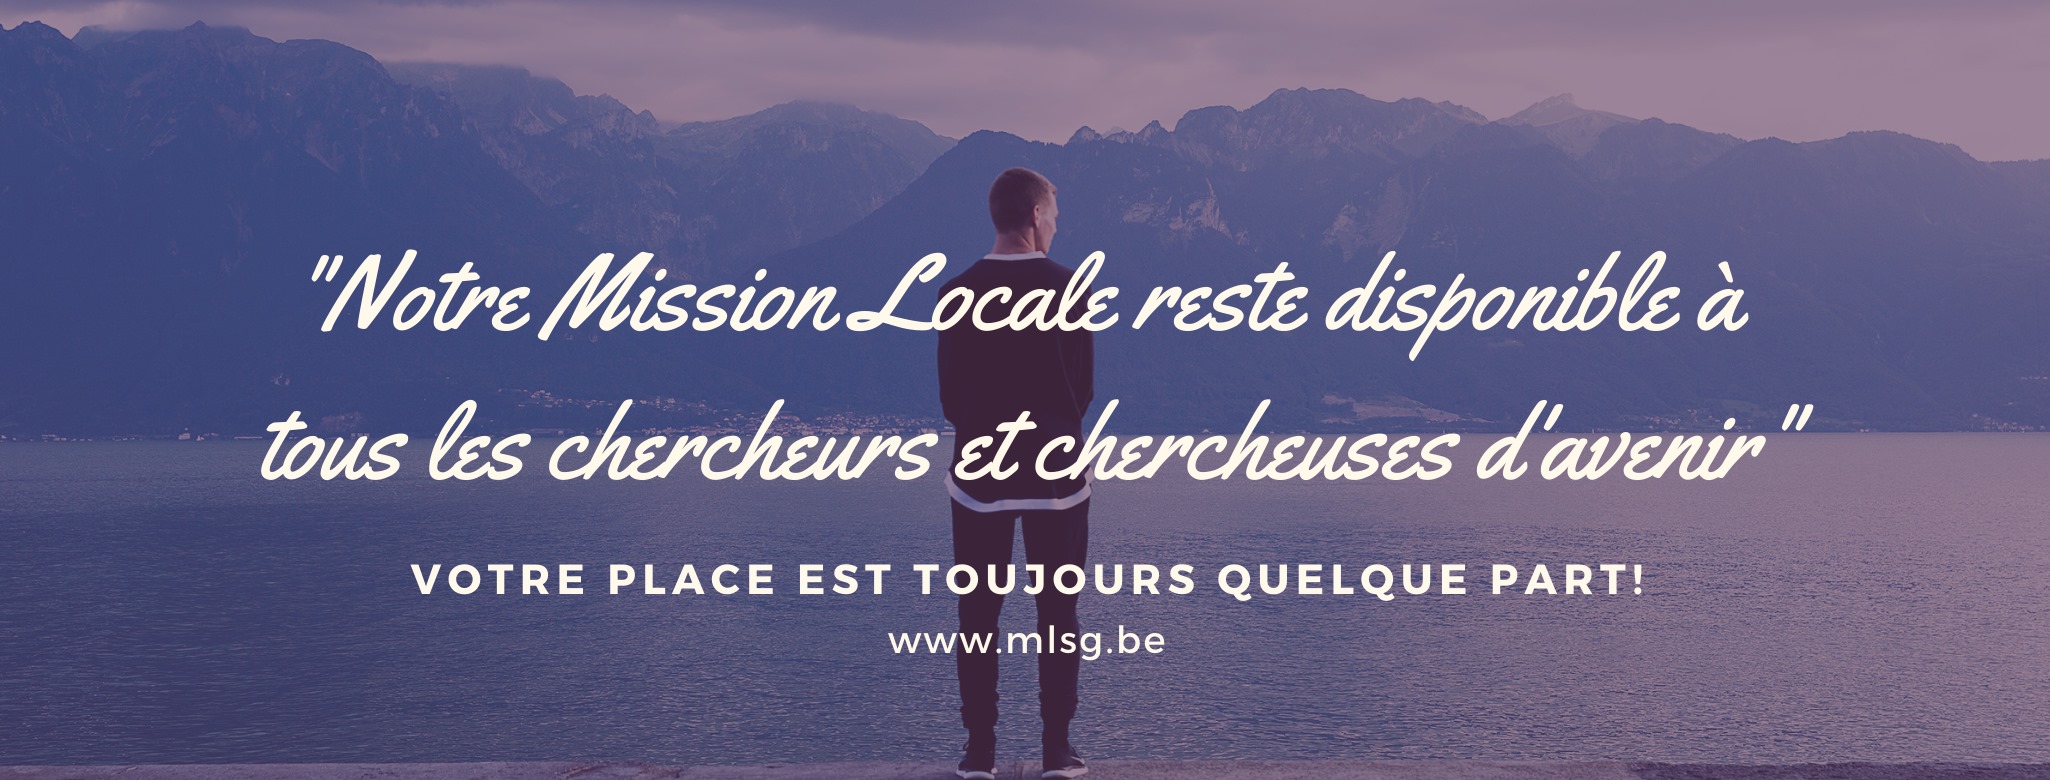 "Notre Mission Locale reste disponible à
tous les chercheurs et chercheuses d'avenir"
VOTRE PLACE EST TOUJOURS QUELQUE PART!
www.mlsg.be